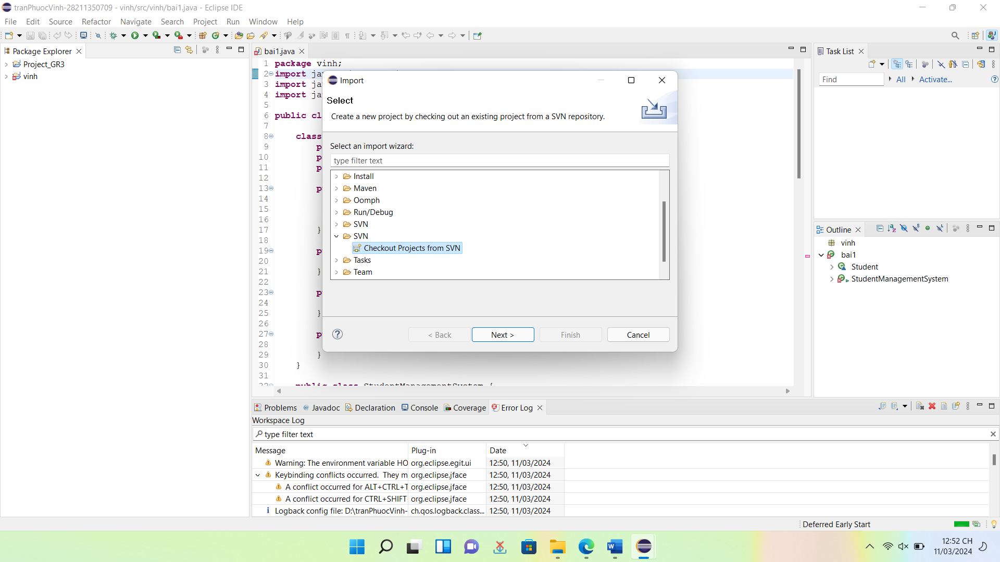 tranPhuocVinh-28211350709 - vinh/src/vinh/bai1.java - Eclipse IDE
File Edit Source Refactor Navigate Search Project Run Window Help
Package Explorer
Project_GR3
vinh
bai1.java
1 package vinh;
2 import ja
3 import ja
4 import ja
5
6 public cl
7
8 class
9 p
10 p
11 p
12
13 p
14
15
16
17 }
18
19 p
20
21 }
22
23 p
24
25 }
26
27 p
28
29 }
30 }
31
32 public class StudentManagementSystem {
Import
Select
Create a new project by checking out an existing project from a SVN repository.
Select an import wizard:
type filter text
Install
Maven
Oomph
Run/Debug
SVN
SVN
Checkout Projects from SVN
Tasks
Team
< Back Next > Finish Cancel
Task List
Find All Activate...
Outline
vinh
bai1
Student
StudentManagementSystem
Problems Javadoc Declaration Console Coverage Error Log
Workspace Log
type filter text
Message Plug-in Date
Warning: The environment variable HO org.eclipse.egit.ui 12:50, 11/03/2024
Keybinding conflicts occurred. They m org.eclipse.jface 12:50, 11/03/2024
A conflict occurred for ALT+CTRL+T org.eclipse.jface 12:50, 11/03/2024
A conflict occurred for CTRL+SHIFT org.eclipse.jface 12:50, 11/03/2024
Logback config file: D:\tranPhuocVinh- ch.qos.logback.class... 12:50, 11/03/2024
Deferred Early Start
12:52 CH
11/03/2024